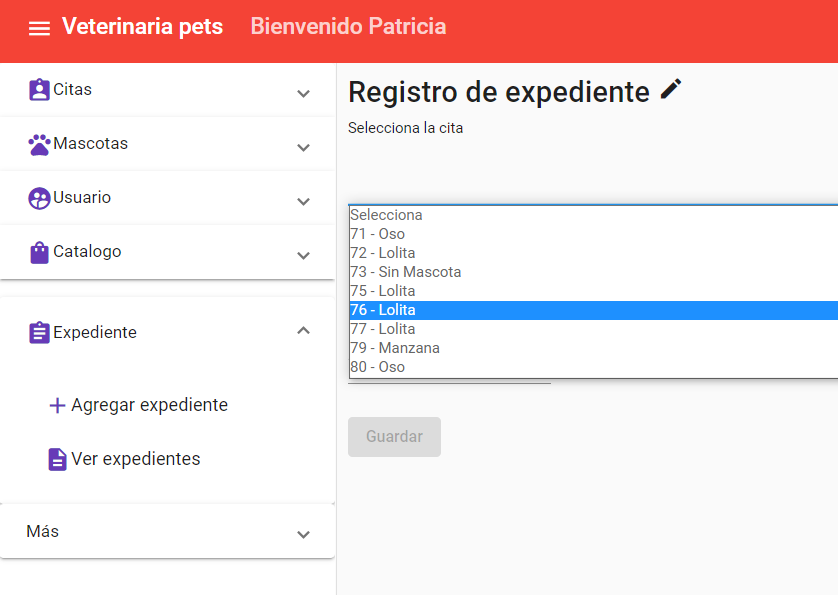 Veterinaria pets Bienvenido Patricia
Citas
Mascotas
Usuario
Catalogo
Expediente
Agregar expediente
Ver expedientes
Más
Registro de expediente
Selecciona la cita
Selecciona
71 - Oso
72 - Lolita
73 - Sin Mascota
75 - Lolita
76 - Lolita
77 - Lolita
79 - Manzana
80 - Oso
Guardar